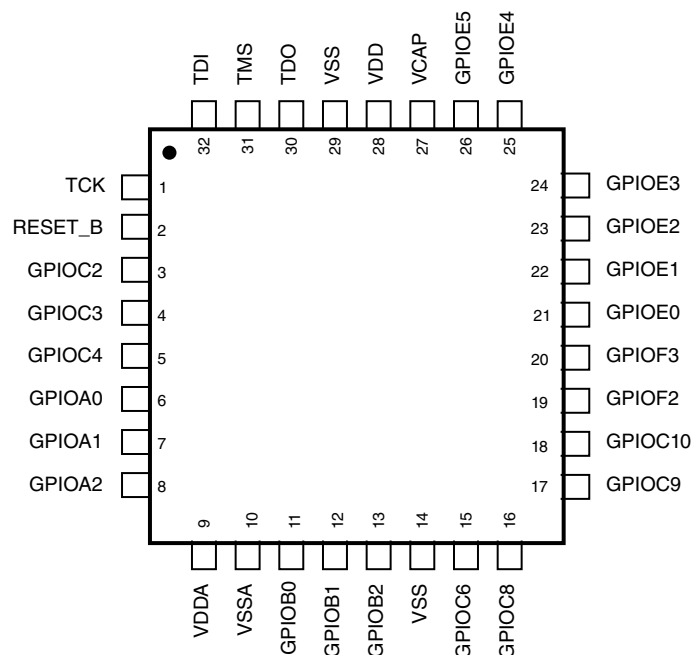 TDI TMS TDO VSS VDD VCAP GPIOE5 GPIOE4
32 31 30 29 28 27 26 25
TCK 1 24 GPIOE3
RESET_B 2 23 GPIOE2
GPIOC2 3 22 GPIOE1
GPIOC3 4 21 GPIOE0
GPIOC4 5 20 GPIOF3
GPIOA0 6 19 GPIOF2
GPIOA1 7 18 GPIOC10
GPIOA2 8 17 GPIOC9
9 10 11 12 13 14 15 16
VDDA VSSA GPIOB0 GPIOB1 GPIOB2 VSS GPIOC6 GPIOC8